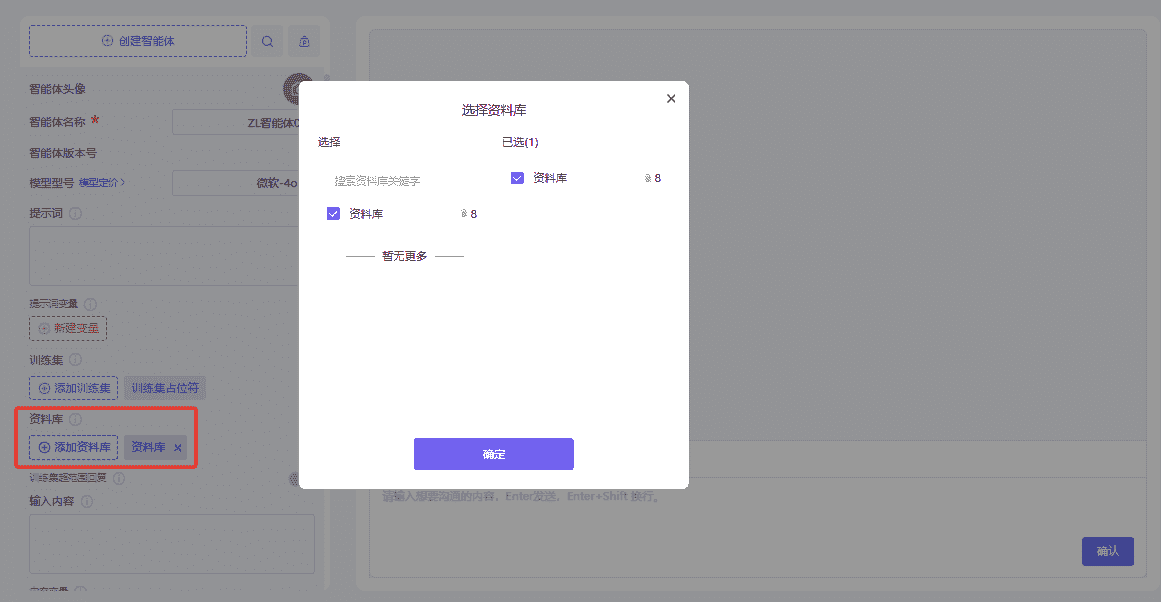 创建智能体
智能体头像
智能体名称 *
ZL智能体0
智能体版本号
模型型号 模型定价
微软-4o
提示词
提示词变量
新建变量
训练集
添加训练集 训练集占位符
资料库
添加资料库 资料库 ×
训练集超范围回复
输入内容
选择资料库
选择
搜索资料库关键字
资料库 8
暂无更多
已选(1)
资料库 8
确定
请输入想要沟通的内容，Enter发送，Enter+Shift 换行。
确认